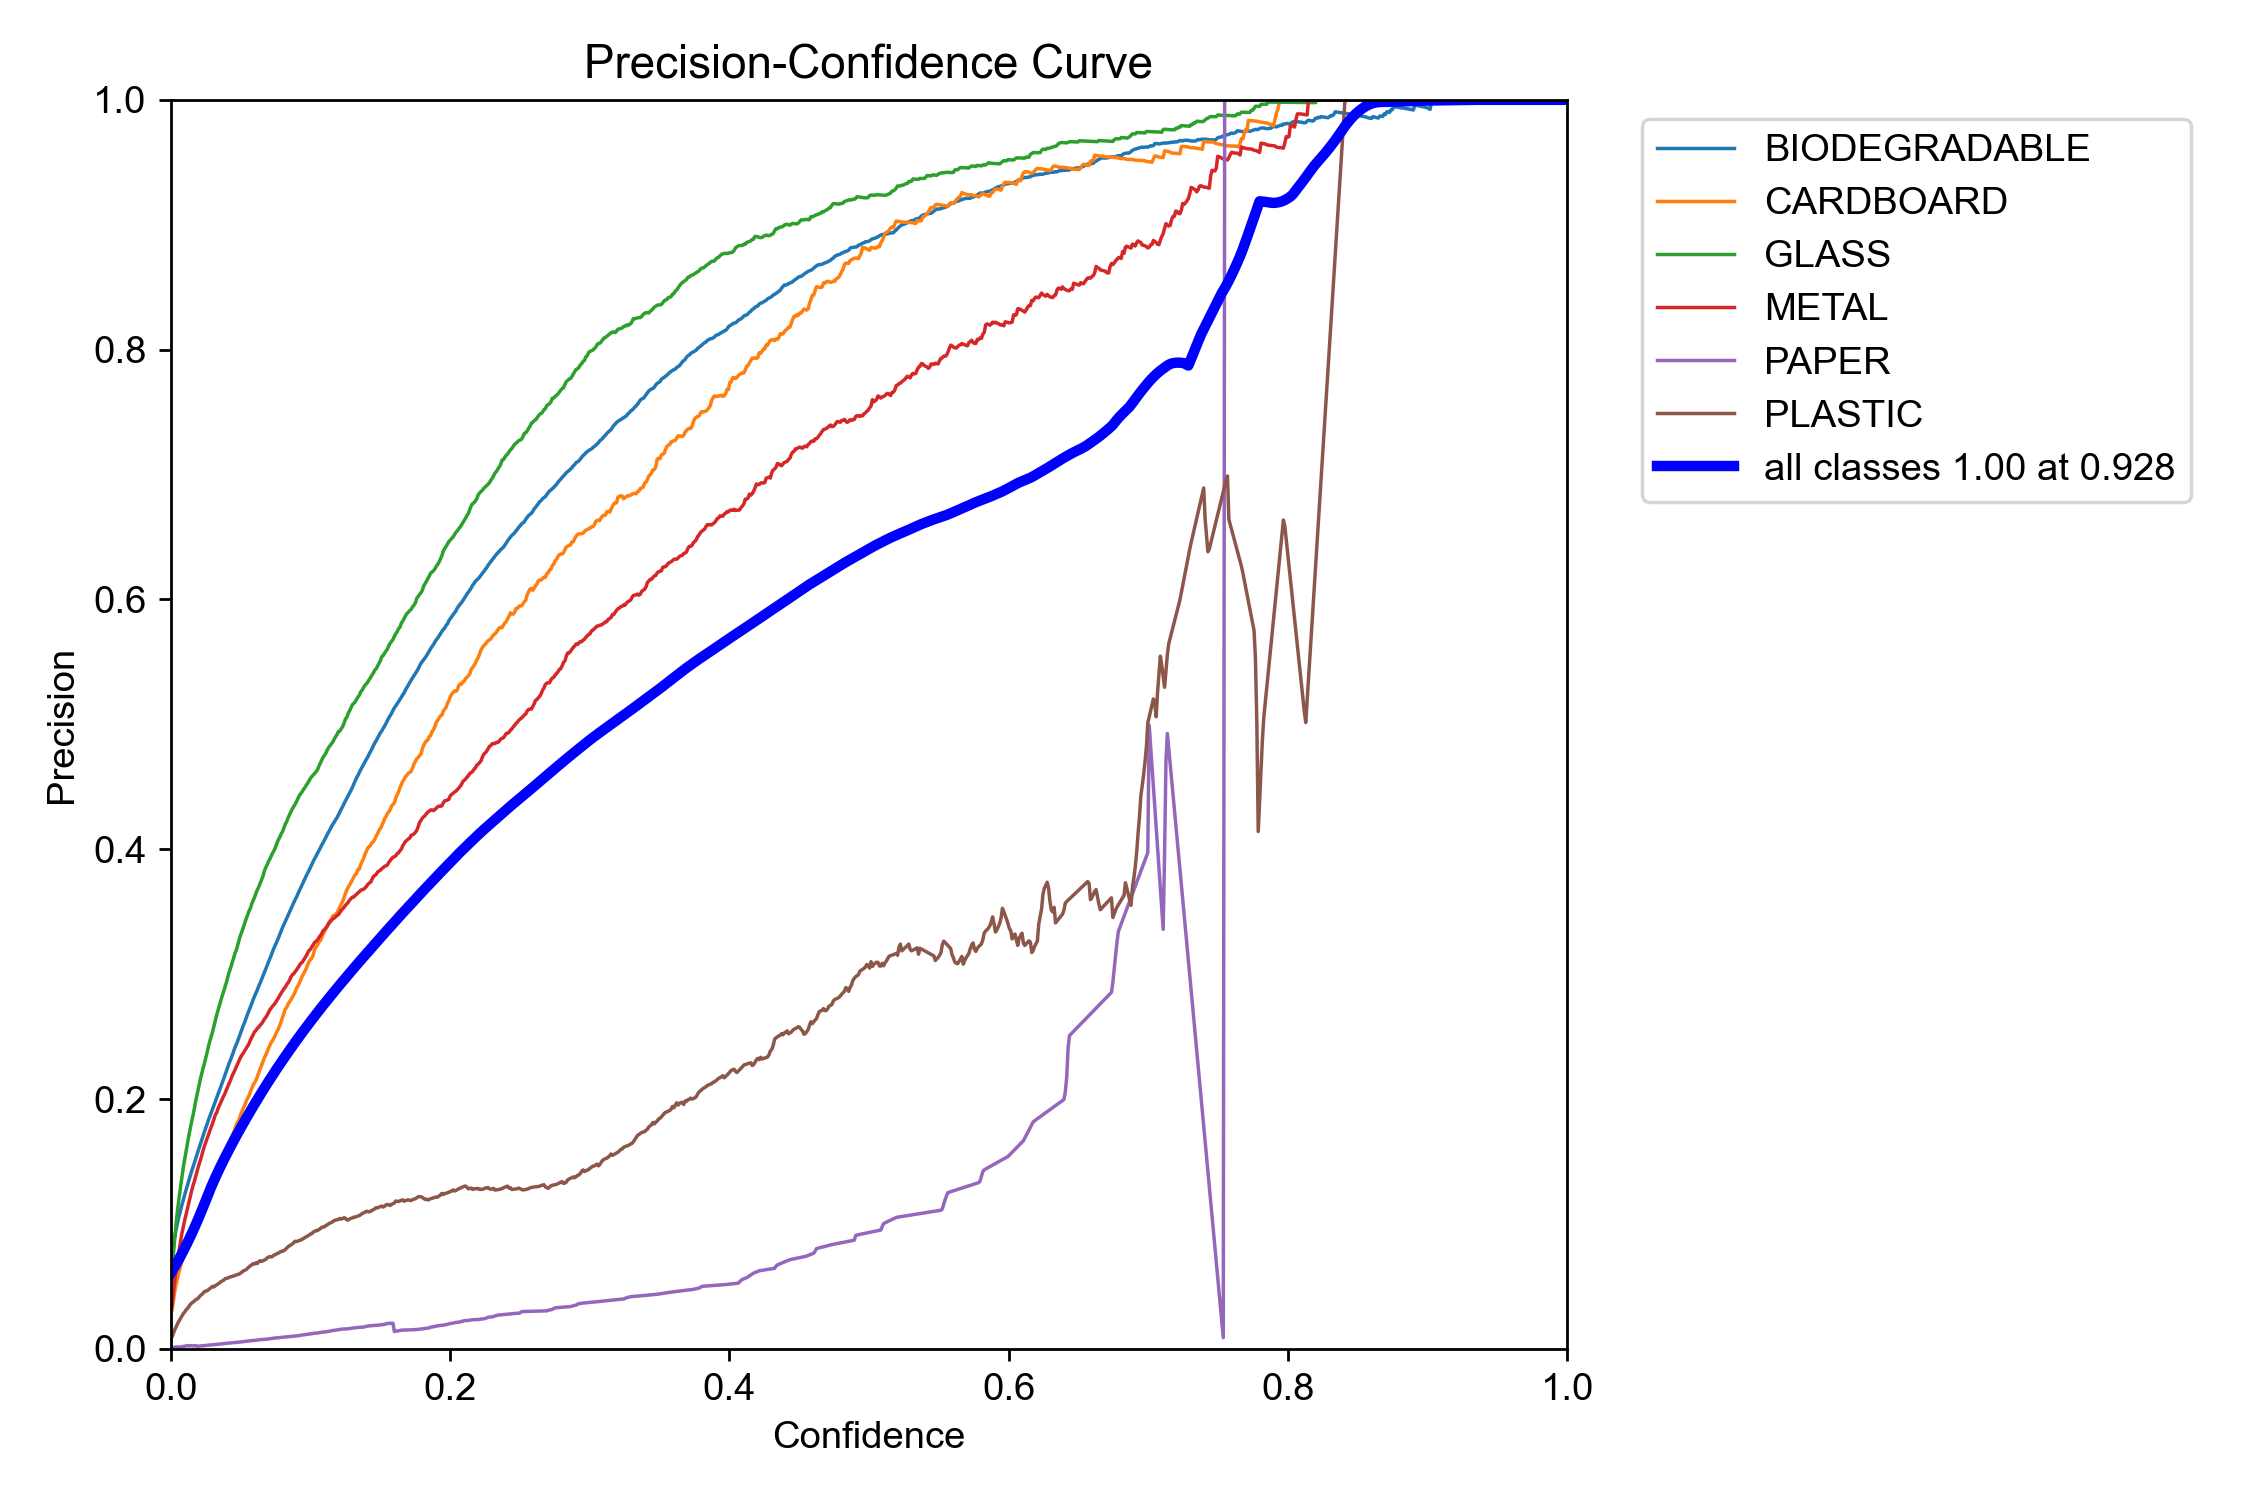 Precision-Confidence Curve
1.0
0.8
0.6
0.4
0.2
0.0
Precision
0.0 0.2 0.4 0.6 0.8 1.0
Confidence
BIODEGRADABLE
CARDBOARD
GLASS
METAL
PAPER
PLASTIC
all classes 1.00 at 0.928